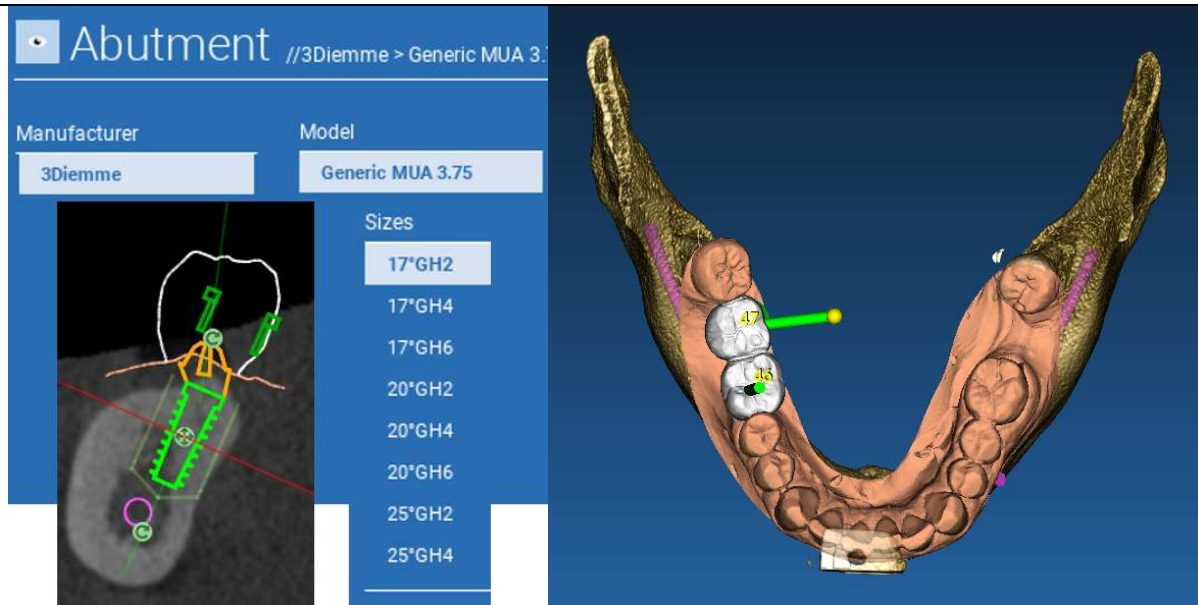 Abutment //3Diemme > Generic MUA 3.
Manufacturer
Model
3Diemme
Generic MUA 3.75
Sizes
17°GH2
17°GH4
17°GH6
20°GH2
20°GH4
20°GH6
25°GH2
25°GH4
47
46